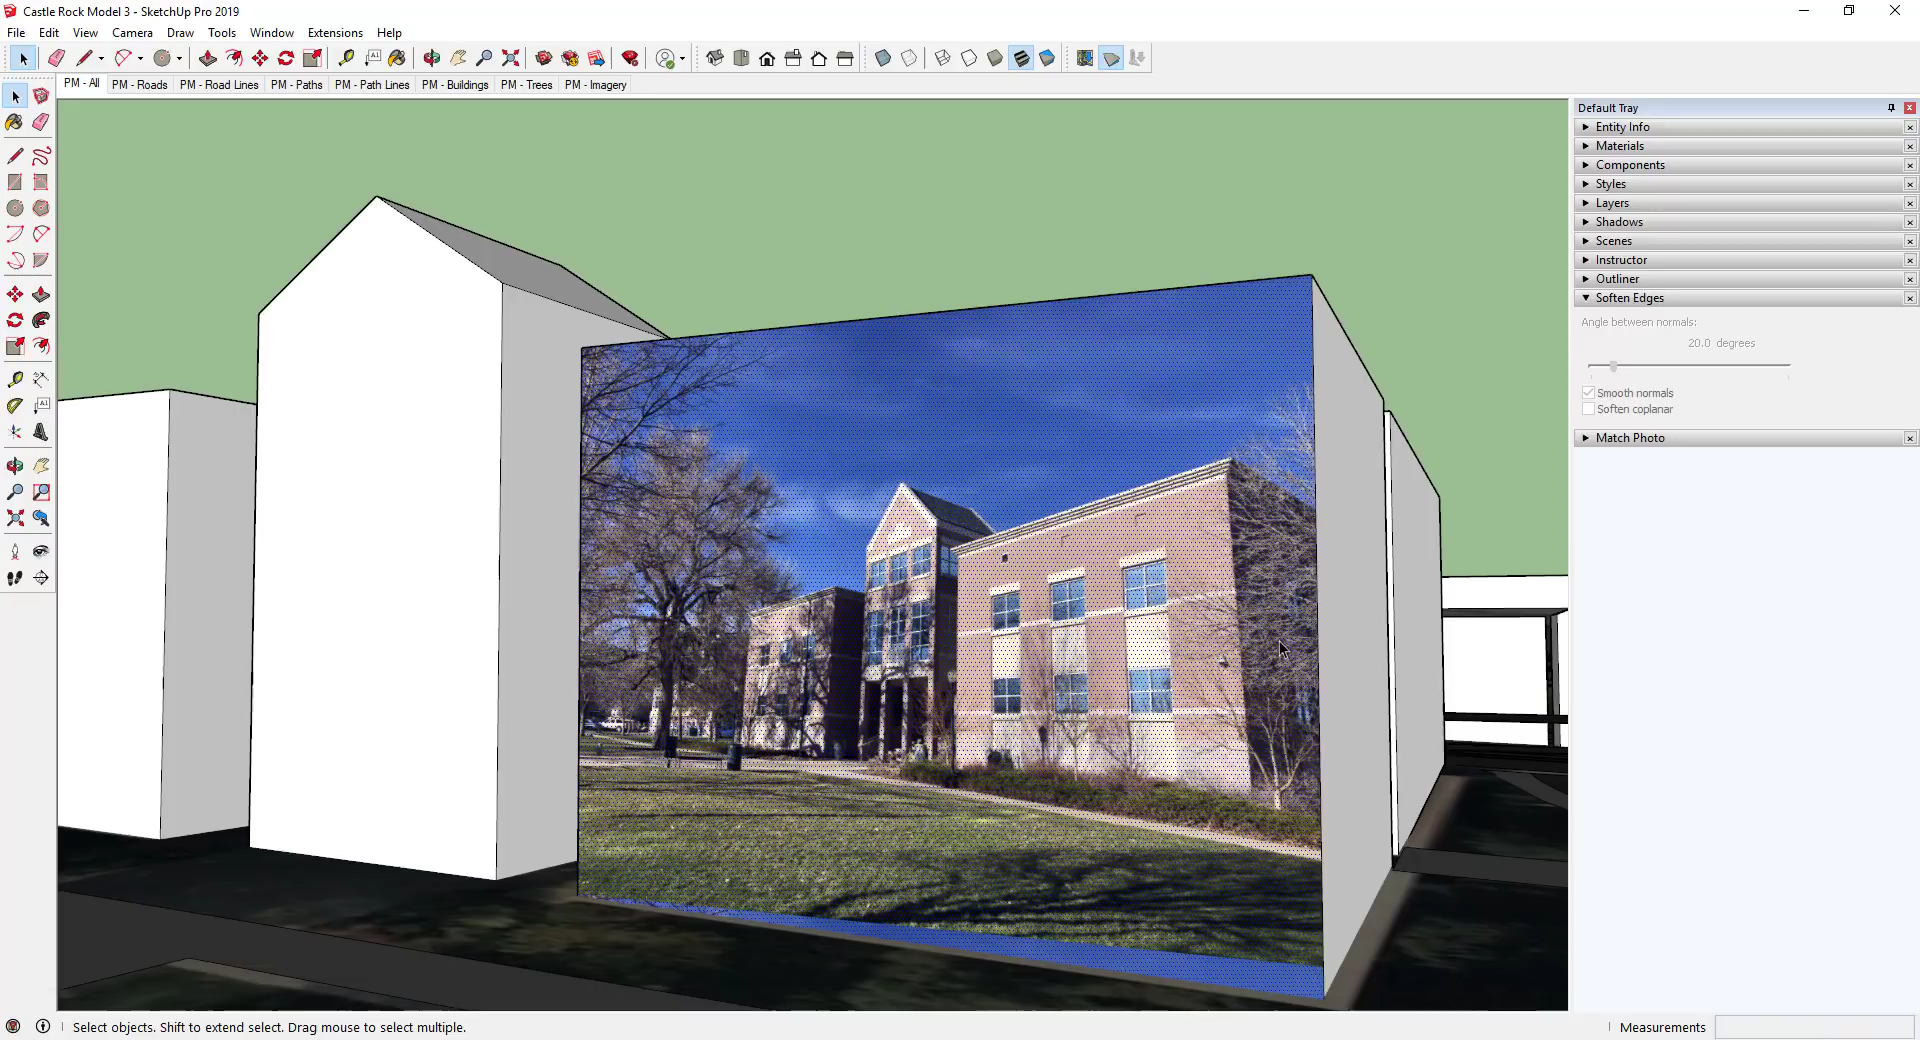 Castle Rock Model 3 - SketchUp Pro 2019
File Edit View Camera Draw Tools Window Extensions Help
PM - All PM - Roads PM - Road Lines PM - Paths PM - Path Lines PM - Buildings PM - Trees PM - Imagery
Default Tray
Entity Info
Materials
Components
Styles
Layers
Shadows
Scenes
Instructor
Outliner
Soften Edges
Angle between normals:
20.0 degrees
Smooth normals
Soften coplanar
Match Photo
Select objects. Shift to extend select. Drag mouse to select multiple.
Measurements